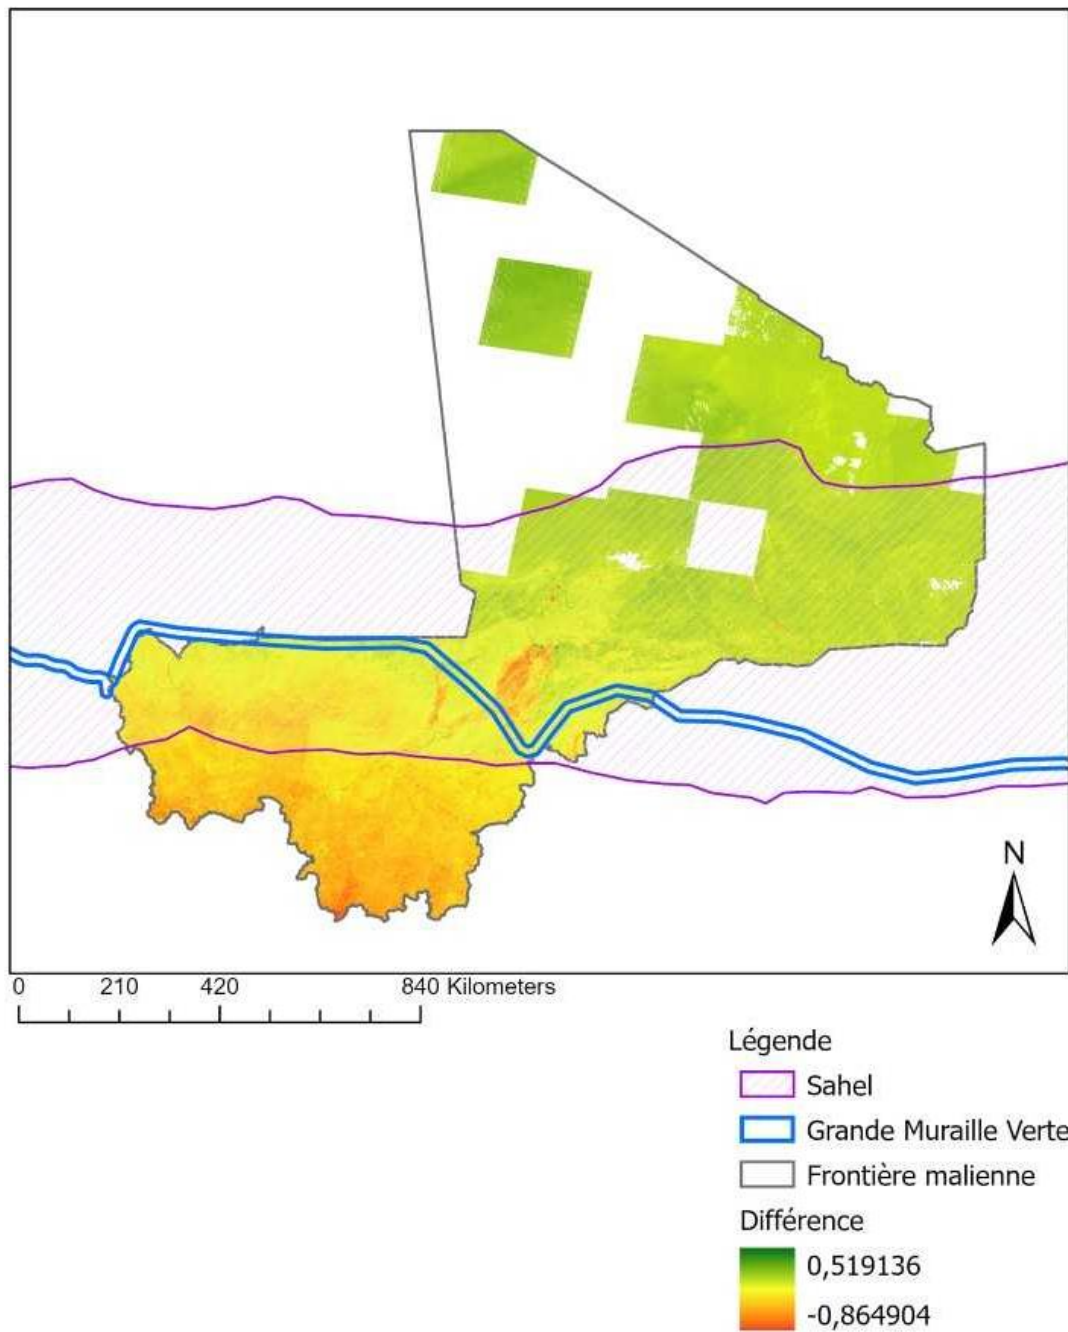 N
0 210 420 840 Kilometers
Légende
Sahel
Grande Muraille Verte
Frontière malienne
Différence
0,519136
-0,864904